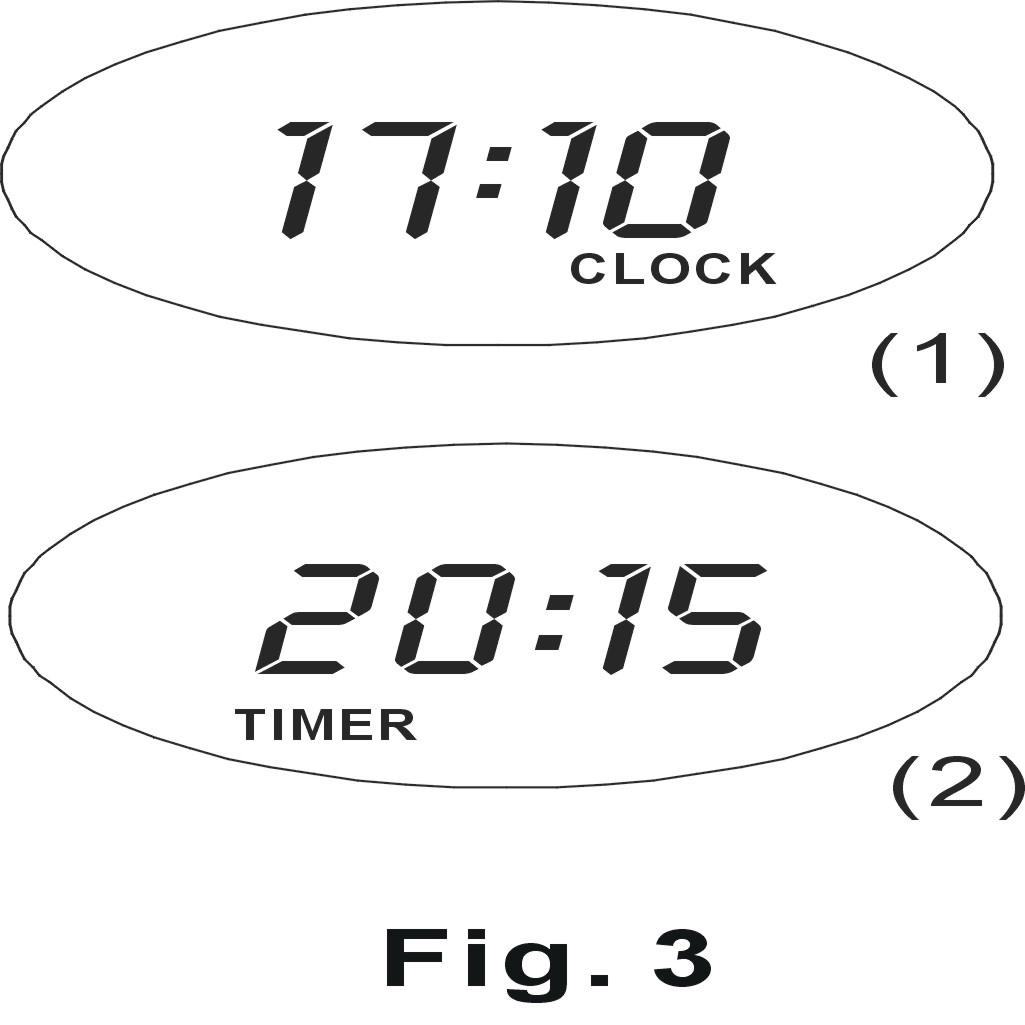 17:10
CLOCK
(1)
20:15
TIMER
(2)
Fig. 3